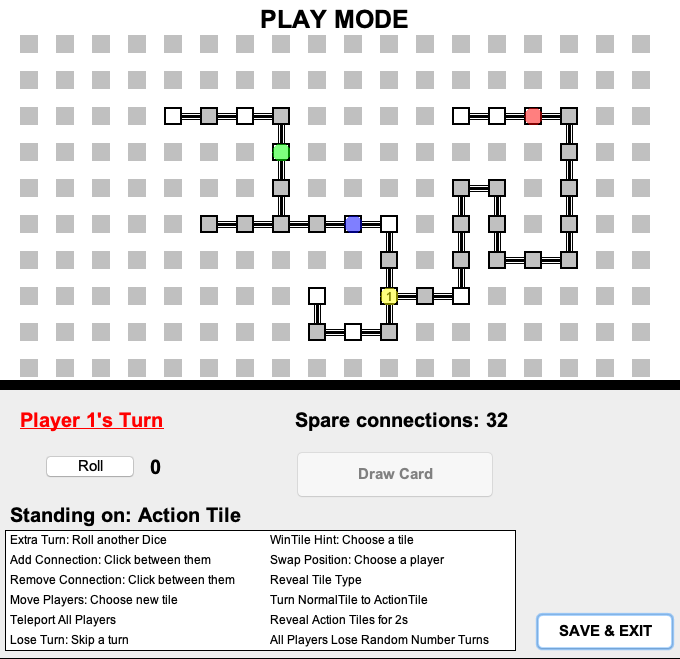 PLAY MODE
1
Player 1's Turn
Spare connections: 32
Roll
0
Draw Card
Standing on: Action Tile
Extra Turn: Roll another Dice
WinTile Hint: Choose a tile
Add Connection: Click between them
Swap Position: Choose a player
Remove Connection: Click between them
Reveal Tile Type
Move Players: Choose new tile
Turn NormalTile to ActionTile
Teleport All Players
Reveal Action Tiles for 2s
Lose Turn: Skip a turn
All Players Lose Random Number Turns
SAVE & EXIT